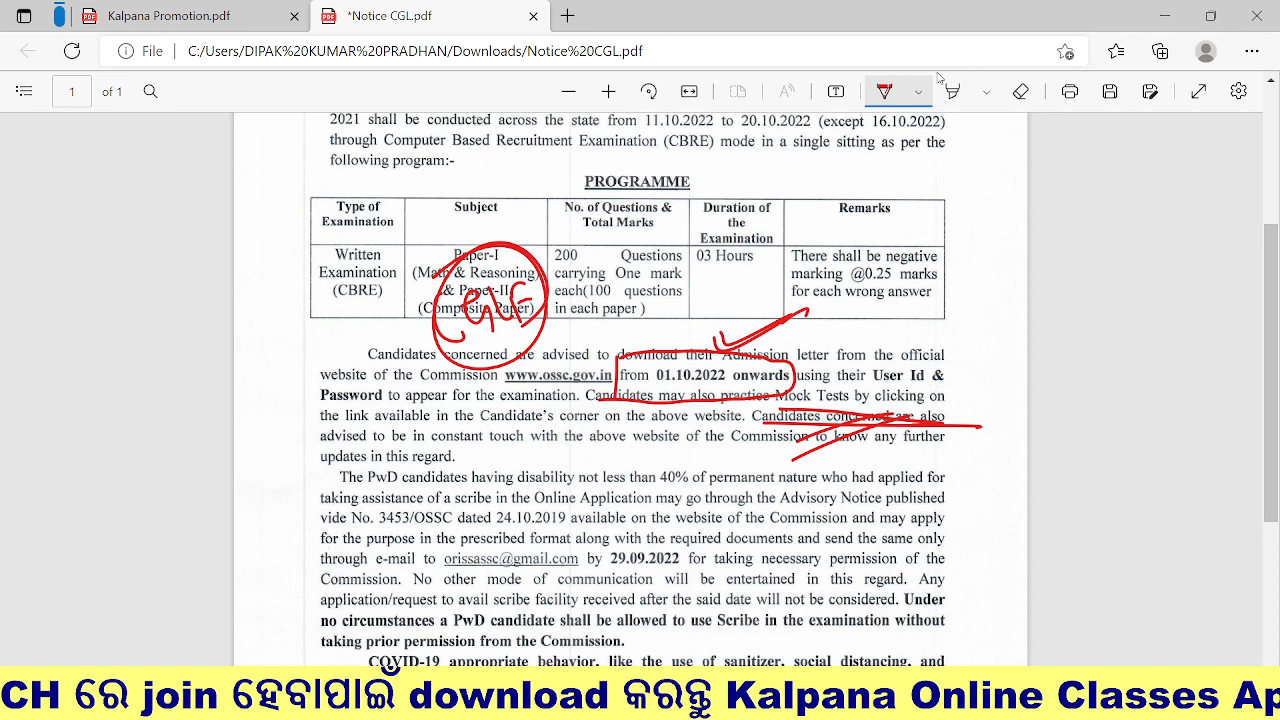 Kalpana Promotion.pdf
*Notice CGL.pdf
File
C:/Users/DIPAK%20KUMAR%20PRADHAN/Downloads/Notice%20CGL.pdf
1 of 1
2021 shall be conducted across the state from 11.10.2022 to 20.10.2022 (except 16.10.2022)
through Computer Based Recruitment Examination (CBRE) mode in a single sitting as per the
following program:-
PROGRAMME
Type of Examination
Subject
No. of Questions & Total Marks
Duration of the Examination
Remarks
Written Examination (CBRE)
Paper-I (Math & Reasoning) & Paper-II (Composite Paper)
200 Questions carrying One mark each(100 questions in each paper )
03 Hours
There shall be negative marking @0.25 marks for each wrong answer
Candidates concerned are advised to download their Admission letter from the official
website of the Commission www.ossc.gov.in from 01.10.2022 onwards using their User Id &
Password to appear for the examination. Candidates may also practice Mock Tests by clicking on
the link available in the Candidate's corner on the above website. Candidates concerned are also
advised to be in constant touch with the above website of the Commission to know any further
updates in this regard.
The PwD candidates having disability not less than 40% of permanent nature who had applied for
taking assistance of a scribe in the Online Application may go through the Advisory Notice published
vide No. 3453/OSSC dated 24.10.2019 available on the website of the Commission and may apply
for the purpose in the prescribed format along with the required documents and send the same only
through e-mail to orissassc@gmail.com by 29.09.2022 for taking necessary permission of the
Commission. No other mode of communication will be entertained in this regard. Any
application/request to avail scribe facility received after the said date will not be considered. Under
no circumstances a PwD candidate shall be allowed to use Scribe in the examination without
taking prior permission from the Commission.
COVID-19 appropriate behavior, like the use of sanitizer, social distancing, and
CH ରେ join ହେବାପାଇଁ download କରନ୍ତୁ Kalpana Online Classes Ap